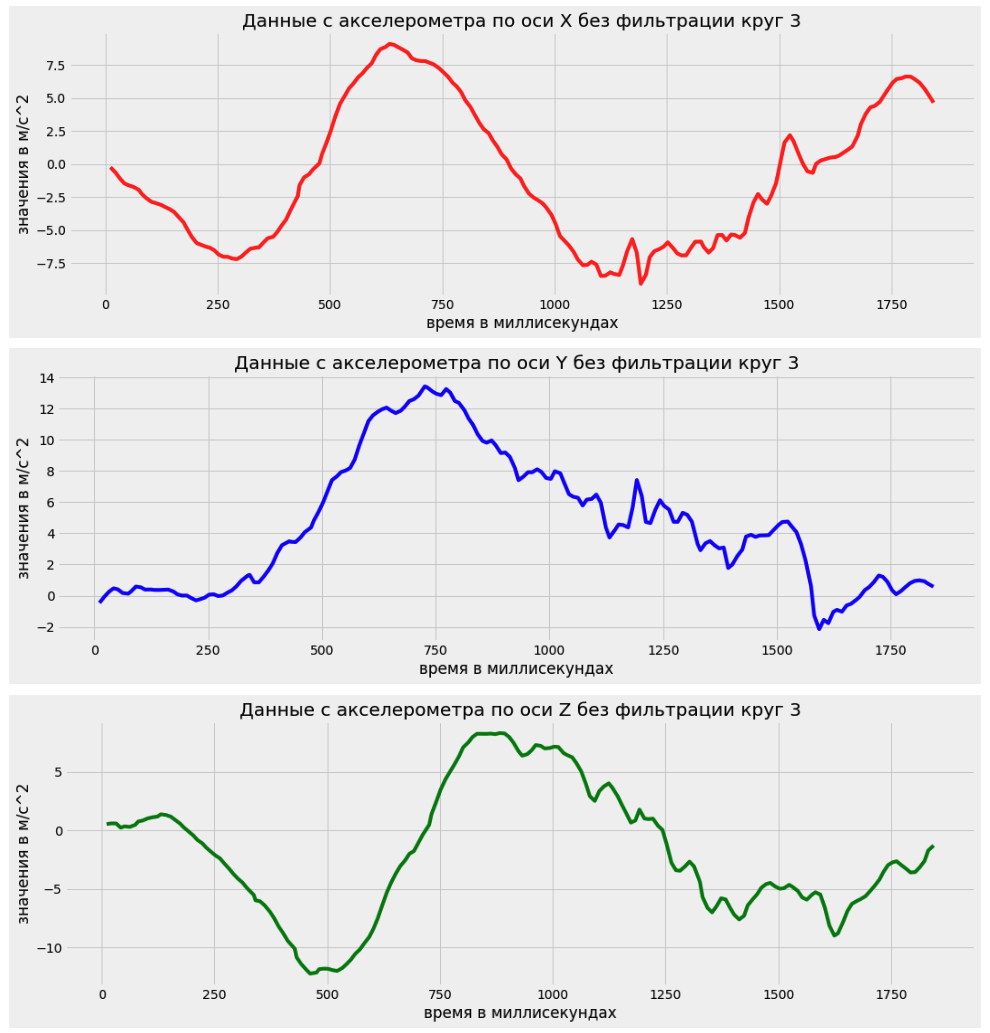 Данные с акселерометра по оси X без фильтрации круг 3
значения в м/с^2
7.5
5.0
2.5
0.0
−2.5
−5.0
−7.5
0 250 500 750 1000 1250 1500 1750
время в миллисекундах
Данные с акселерометра по оси Y без фильтрации круг 3
значения в м/с^2
14
12
10
8
6
4
2
0
−2
0 250 500 750 1000 1250 1500 1750
время в миллисекундах
Данные с акселерометра по оси Z без фильтрации круг 3
значения в м/с^2
5
0
−5
−10
0 250 500 750 1000 1250 1500 1750
время в миллисекундах